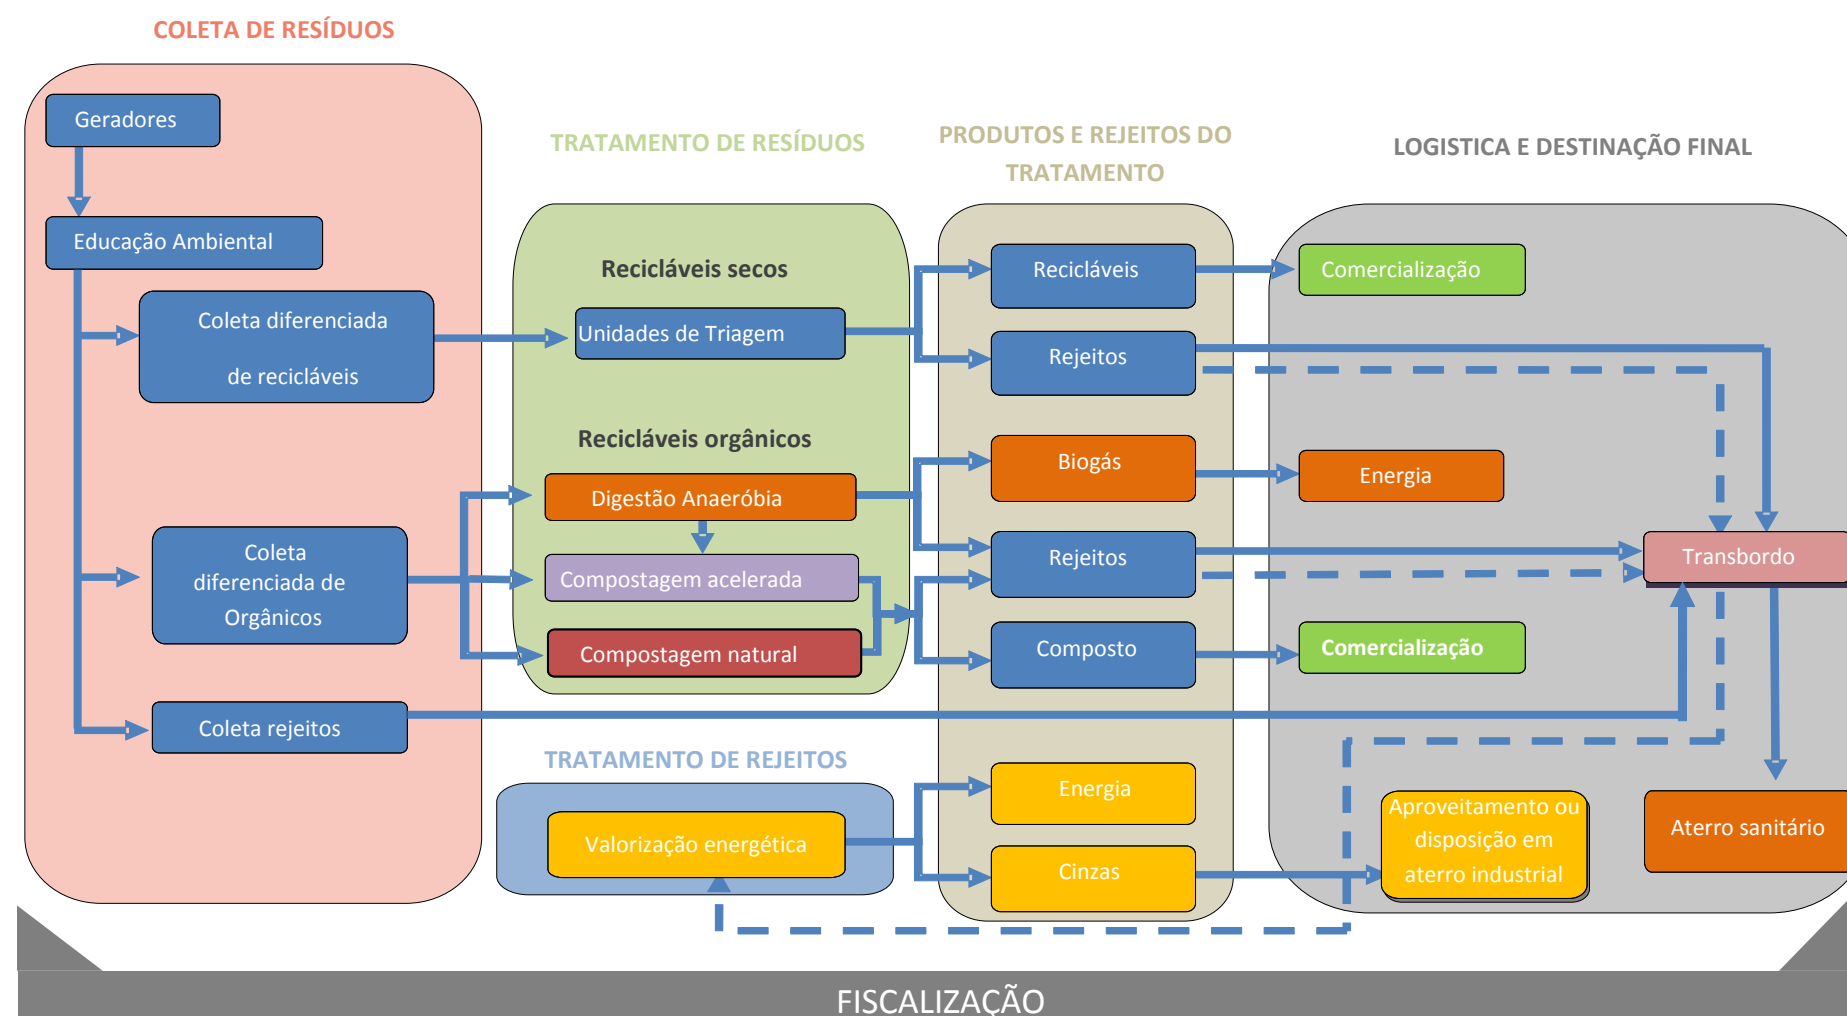 COLETA DE RESÍDUOS
Geradores
Educação Ambiental
Coleta diferenciada
de recicláveis
Coleta
diferenciada de
Orgânicos
Coleta rejeitos
TRATAMENTO DE RESÍDUOS
Recicláveis secos
Unidades de Triagem
Recicláveis orgânicos
Digestão Anaeróbia
Compostagem acelerada
Compostagem natural
TRATAMENTO DE REJEITOS
Valorização energética
PRODUTOS E REJEITOS DO
TRATAMENTO
Recicláveis
Rejeitos
Biogás
Rejeitos
Composto
Energia
Cinzas
LOGISTICA E DESTINAÇÃO FINAL
Comercialização
Energia
Transbordo
Comercialização
Aproveitamento ou
disposição em
aterro industrial
Aterro sanitário
FISCALIZAÇÃO